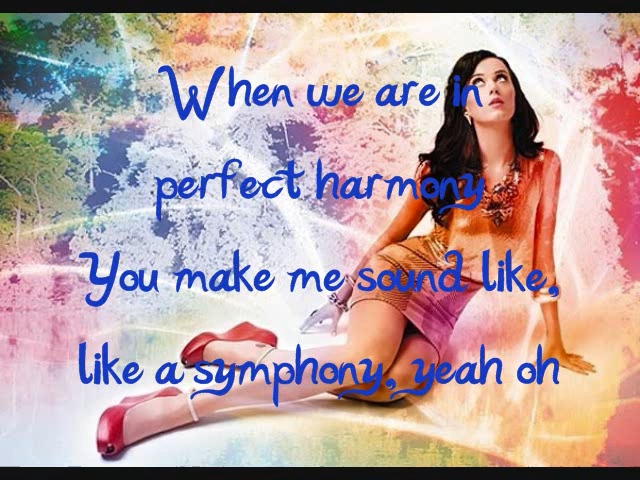 When we are in
perfect harmony
You make me sound like,
like a symphony, yeah oh